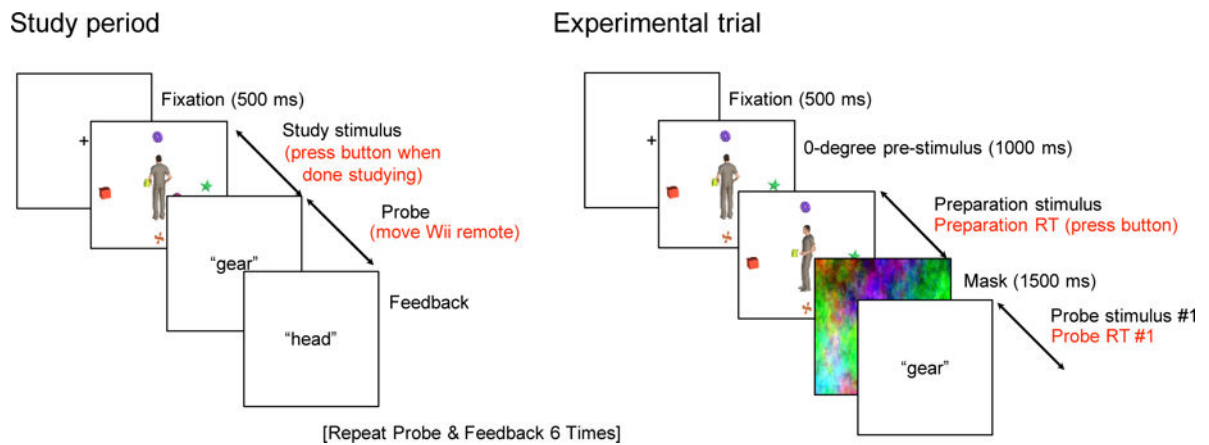 Study period
+
Fixation (500 ms)
Study stimulus
(press button when
done studying)
Probe
(move Wii remote)
“gear”
Feedback
“head”
[Repeat Probe & Feedback 6 Times]
Experimental trial
+
Fixation (500 ms)
0-degree pre-stimulus (1000 ms)
Preparation stimulus
Preparation RT (press button)
Mask (1500 ms)
Probe stimulus #1
Probe RT #1
“gear”